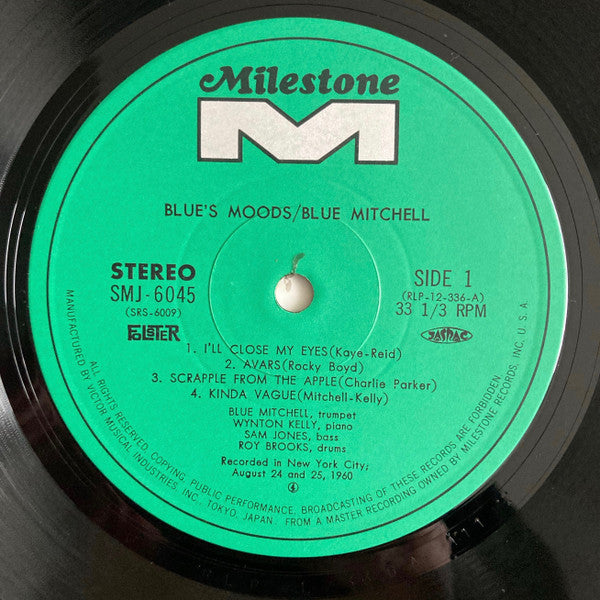 Milestone
M
BLUE'S MOODS/BLUE MITCHELL
STEREO
SMJ-6045
(SRS-6009)
FOLSTER
SIDE 1
(RLP-12-336-A)
33 1/3 RPM
JASRAC
1. I'LL CLOSE MY EYES(Kaye-Reid)
2. AVARS(Rocky Boyd)
3. SCRAPPLE FROM THE APPLE(Charlie Parker)
4. KINDA VAGUE(Mitchell-Kelly)
BLUE MITCHELL, trumpet
WYNTON KELLY, piano
SAM JONES, bass
ROY BROOKS, drums
Recorded in New York City;
August 24 and 25, 1960
4
ALL RIGHTS RESERVED. COPYING. PUBLIC PERFORMANCE. BROADCASTING OF THESE RECORDS ARE FORBIDDEN.
MANUFACTURED BY VICTOR MUSICAL INDUSTRIES, INC. TOKYO, JAPAN. FROM A MASTER RECORDING OWNED BY MILESTONE RECORDS, INC. U.S.A.